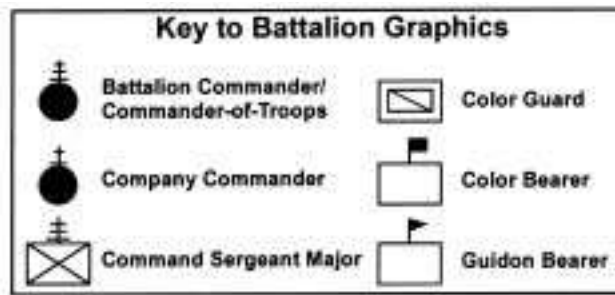 Key to Battalion Graphics
Battalion Commander/
Commander-of-Troops
Color Guard
Company Commander
Color Bearer
Command Sergeant Major
Guidon Bearer